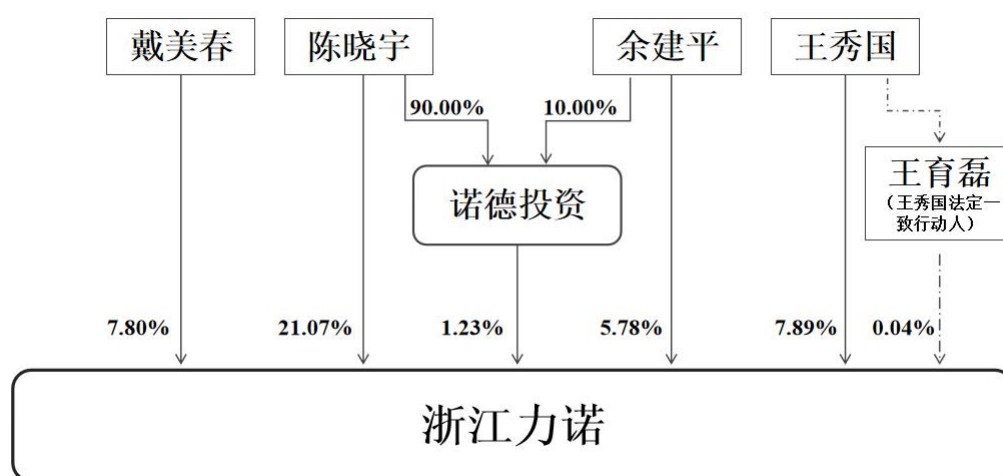 戴美春
陈晓宇
余建平
王秀国
90.00%
10.00%
诺德投资
王育磊
（王秀国法定一
致行动人）
7.80%
21.07%
1.23%
5.78%
7.89%
0.04%
浙江力诺